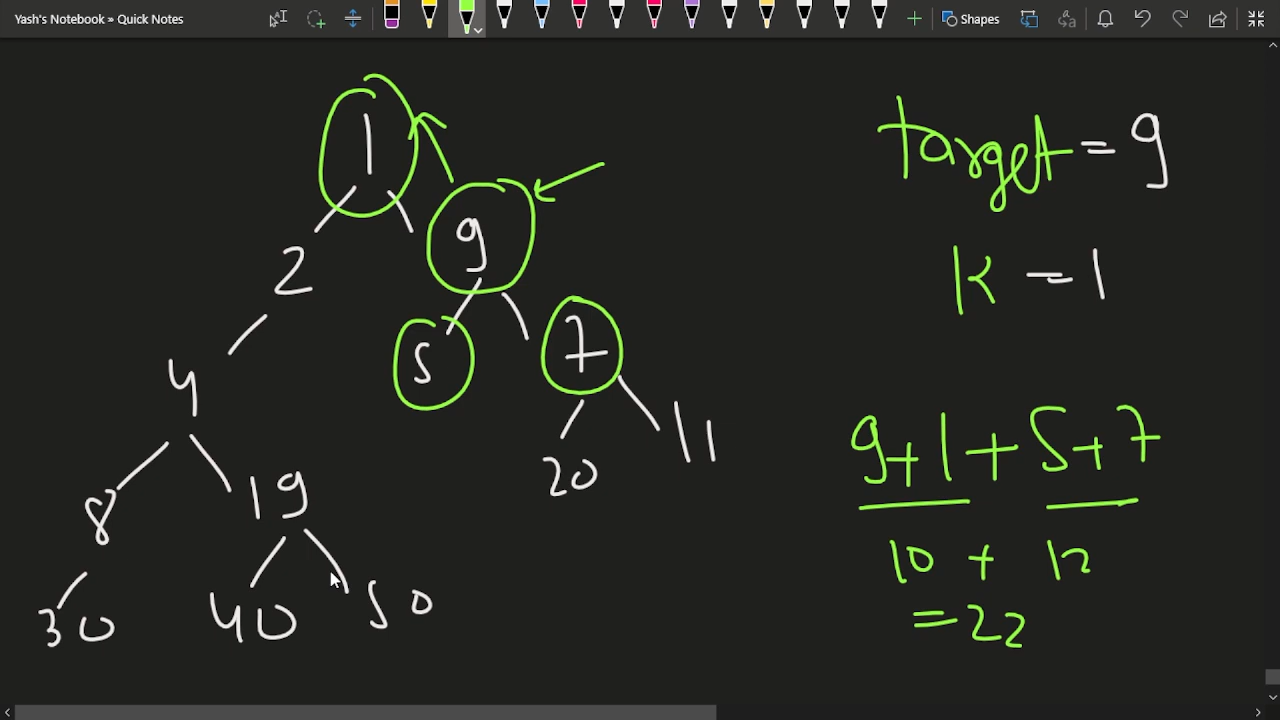 Yash's Notebook » Quick Notes
Shapes
1
2 9
4 5 7
8 19 20 11
30 40 50
target = 9
K = 1
9+1+5+7
10 + 12
=22